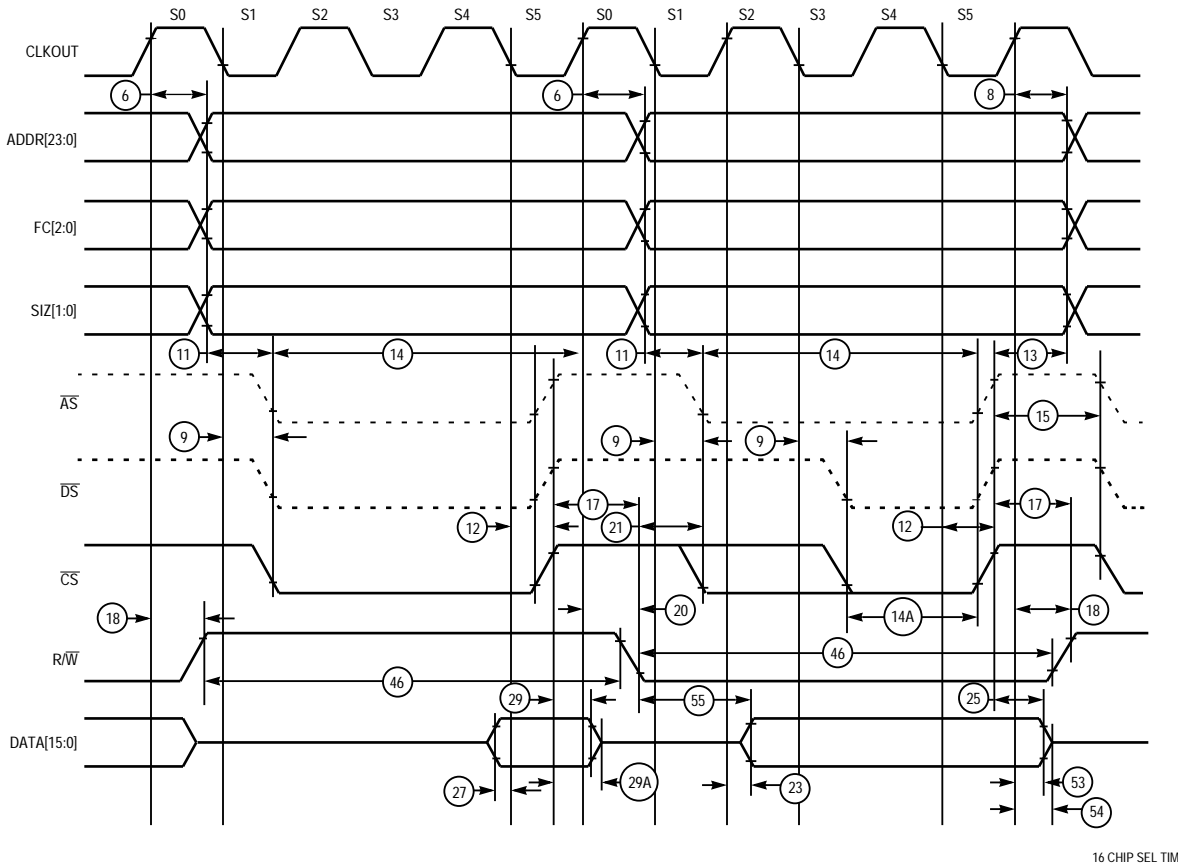 S0 S1 S2 S3 S4 S5 S0 S1 S2 S3 S4 S5
CLKOUT
6 6 8
ADDR[23:0]
FC[2:0]
SIZ[1:0]
11 14 11 14 13
AS
15
9 9 9
DS
17 17
12 21 12
CS
18 20 14A 18
R/W
46 46
29 55 25
DATA[15:0]
27 29A 23 53
54
16 CHIP SEL TIM